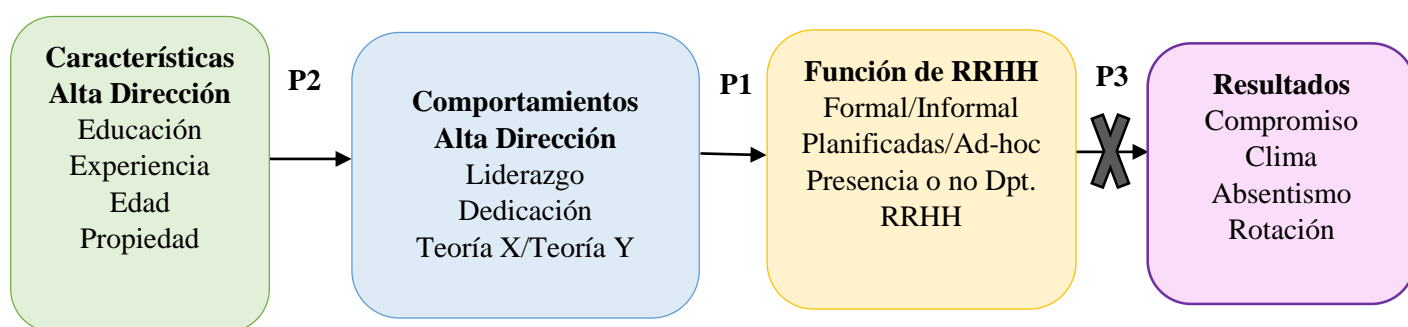 Características
Alta Dirección
Educación
Experiencia
Edad
Propiedad
P2
Comportamientos
Alta Dirección
Liderazgo
Dedicación
Teoría X/Teoría Y
P1
Función de RRHH
Formal/Informal
Planificadas/Ad-hoc
Presencia o no Dpt.
RRHH
P3
Resultados
Compromiso
Clima
Absentismo
Rotación